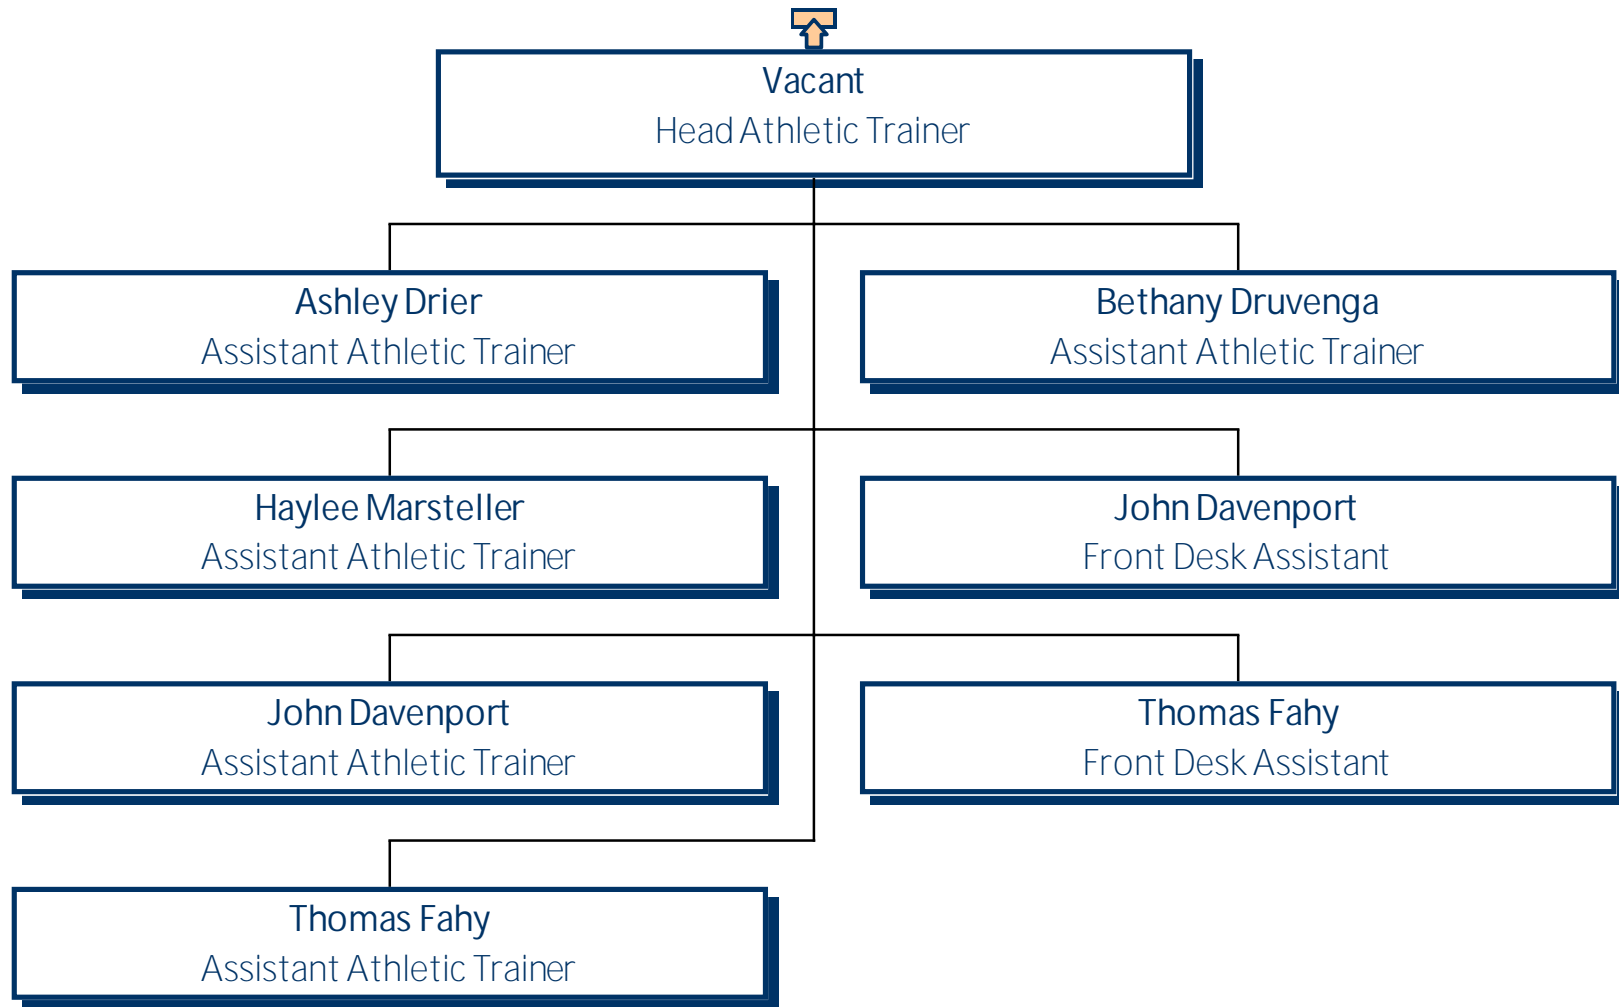 Vacant
Head Athletic Trainer
Ashley Drier
Assistant Athletic Trainer
Bethany Druvenga
Assistant Athletic Trainer
Haylee Marsteller
Assistant Athletic Trainer
John Davenport
Front Desk Assistant
John Davenport
Assistant Athletic Trainer
Thomas Fahy
Front Desk Assistant
Thomas Fahy
Assistant Athletic Trainer